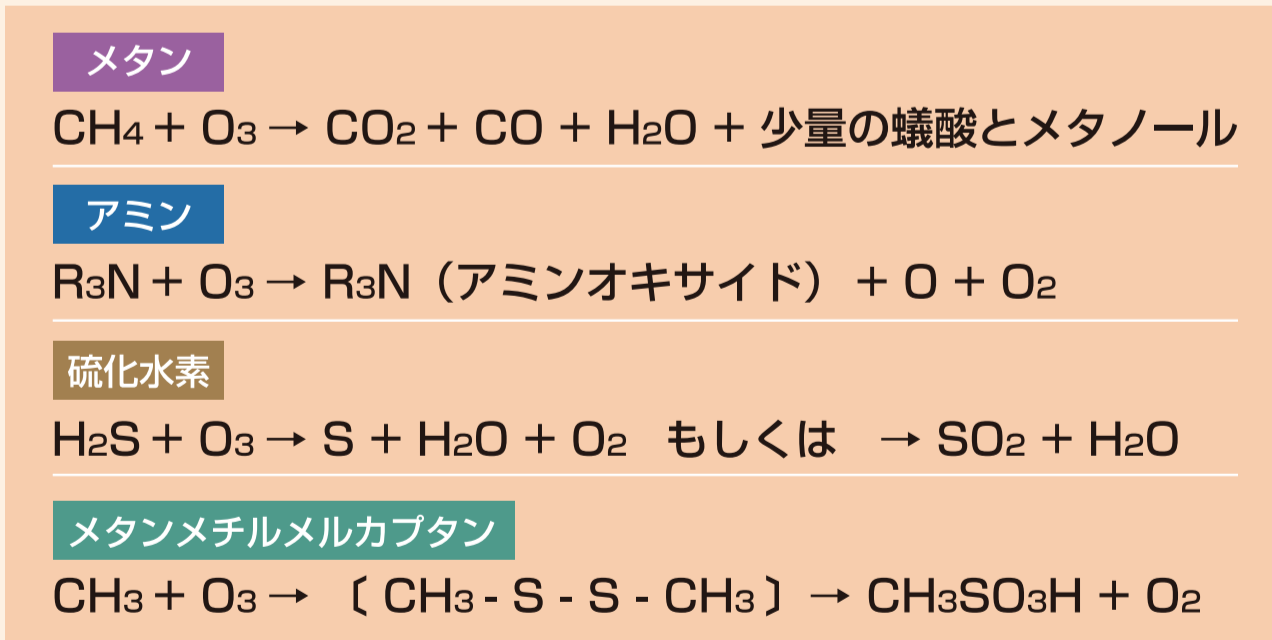 メタン
CH4 + O3 → CO2 + CO + H2O + 少量の蟻酸とメタノール
アミン
R3N + O3 → R3N（アミンオキサイド） + O + O2
硫化水素
H2S + O3 → S + H2O + O2 もしくは → SO2 + H2O
メタンメチルメルカプタン
CH3 + O3 → 〔 CH3 - S - S - CH3 〕 → CH3SO3H + O2